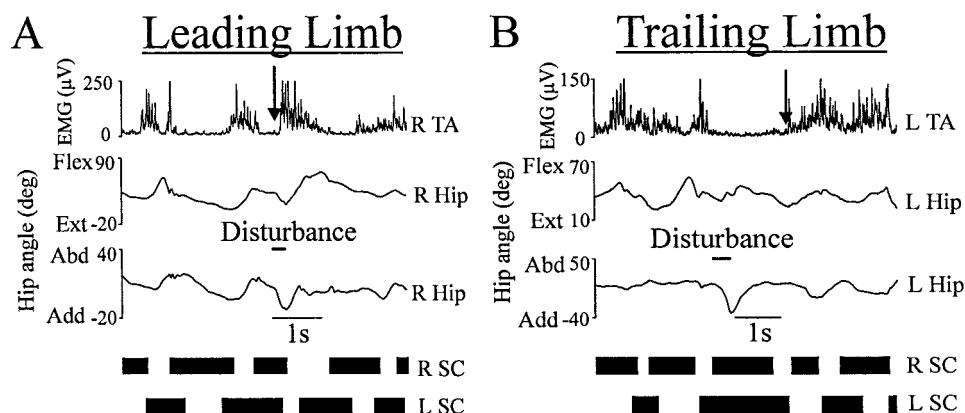 A Leading Limb
EMG (µV)
250
0
R TA
Hip angle (deg)
Flex 90
Ext -20
R Hip
Disturbance
Abd 40
Add -20
R Hip
1s
R SC
L SC
B Trailing Limb
EMG (µV)
150
0
L TA
Hip angle (deg)
Flex 70
Ext 10
L Hip
Disturbance
Abd 50
Add -40
L Hip
1s
R SC
L SC